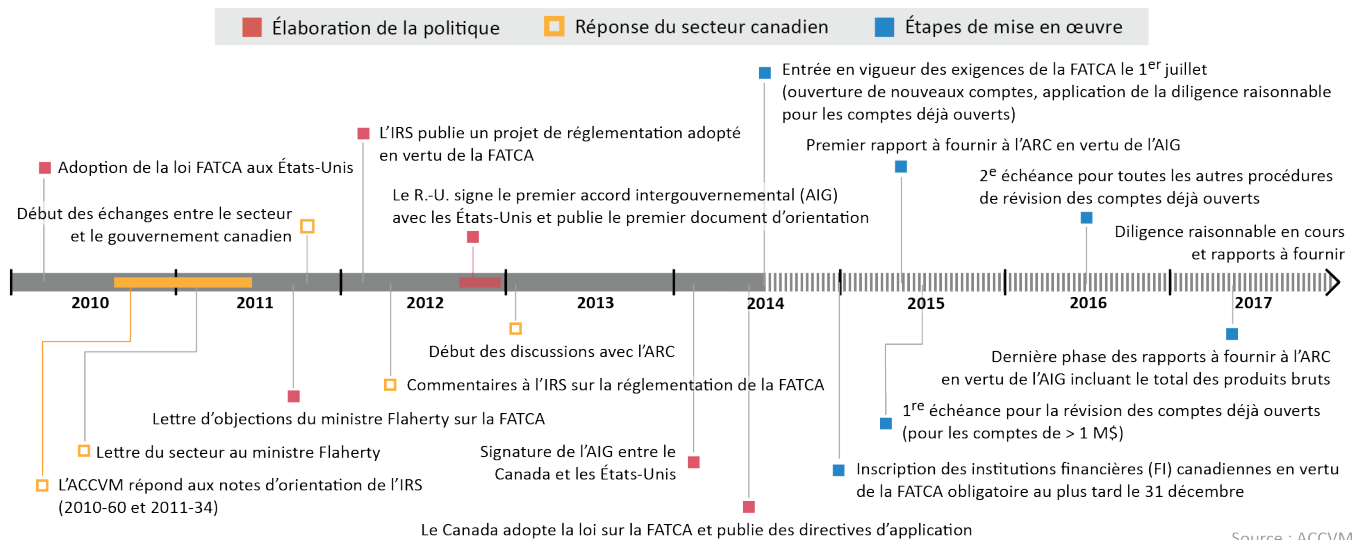 Élaboration de la politique
Réponse du secteur canadien
Étapes de mise en œuvre
Entrée en vigueur des exigences de la FATCA le 1er juillet
(ouverture de nouveaux comptes, application de la diligence raisonnable
pour les comptes déjà ouverts)
L’IRS publie un projet de réglementation adopté
en vertu de la FATCA
Premier rapport à fournir à l’ARC en vertu de l’AIG
Adoption de la loi FATCA aux États-Unis
2e échéance pour toutes les autres procédures
de révision des comptes déjà ouverts
Le R.-U. signe le premier accord intergouvernemental (AIG)
avec les États-Unis et publie le premier document d’orientation
Début des échanges entre le secteur
et le gouvernement canadien
Diligence raisonnable en cours
et rapports à fournir
2010
2011
2012
2013
2014
2015
2016
2017
Début des discussions avec l’ARC
Dernière phase des rapports à fournir à l’ARC
en vertu de l’AIG incluant le total des produits bruts
Commentaires à l’IRS sur la réglementation de la FATCA
Lettre d’objections du ministre Flaherty sur la FATCA
1re échéance pour la révision des comptes déjà ouverts
(pour les comptes de > 1 M$)
Lettre du secteur au ministre Flaherty
Signature de l’AIG entre le
Canada et les États-Unis
Inscription des institutions financières (FI) canadiennes en vertu
de la FATCA obligatoire au plus tard le 31 décembre
L’ACCVM répond aux notes d’orientation de l’IRS
(2010-60 et 2011-34)
Le Canada adopte la loi sur la FATCA et publie des directives d’application
Source : ACCVM